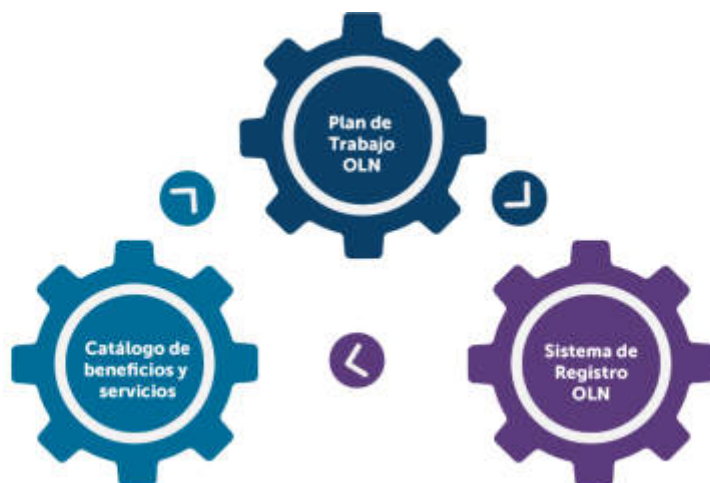 Plan de
Trabajo
OLN
Catálogo de
beneficios y
servicios
Sistema de
Registro
OLN